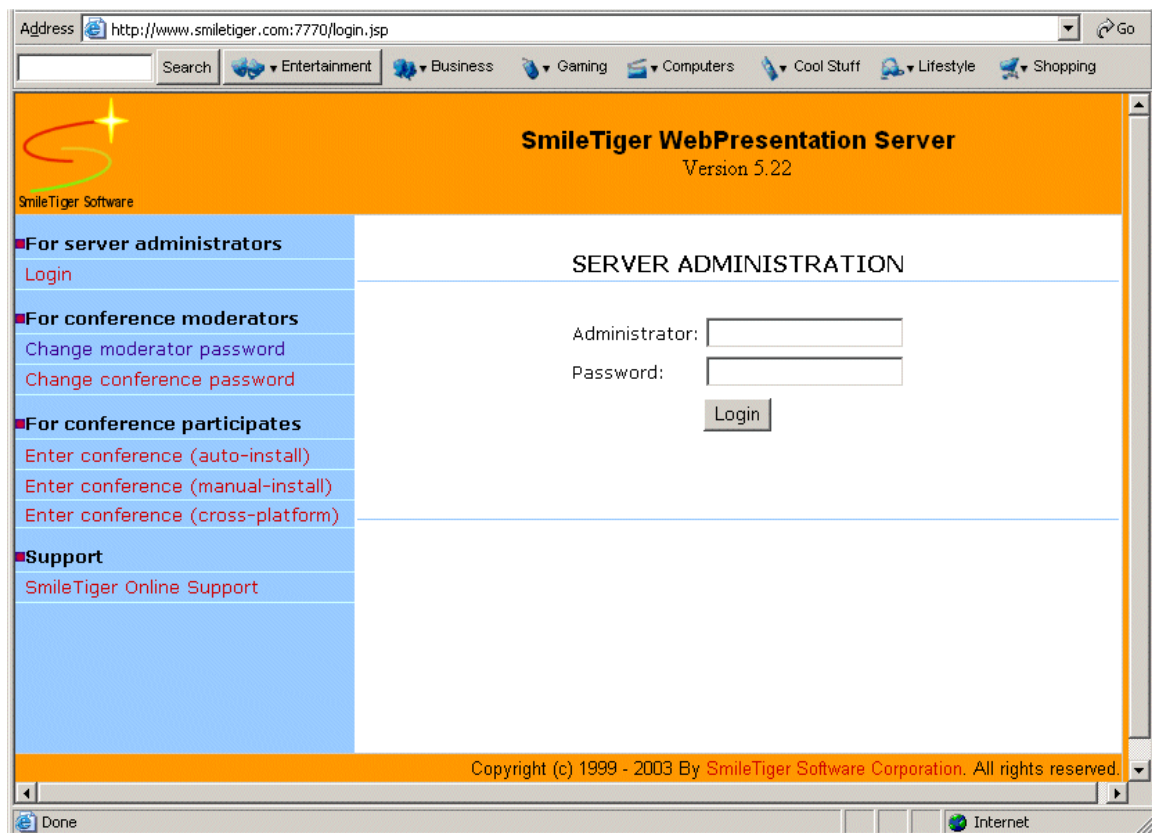 Address http://www.smiletiger.com:7770/login.jsp Go
Search Entertainment Business Gaming Computers Cool Stuff Lifestyle Shopping
SmileTiger Software
SmileTiger WebPresentation Server
Version 5.22
For server administrators
Login
For conference moderators
Change moderator password
Change conference password
For conference participates
Enter conference (auto-install)
Enter conference (manual-install)
Enter conference (cross-platform)
Support
SmileTiger Online Support
SERVER ADMINISTRATION
Administrator:
Password:
Login
Copyright (c) 1999 - 2003 By SmileTiger Software Corporation. All rights reserved.
Done Internet